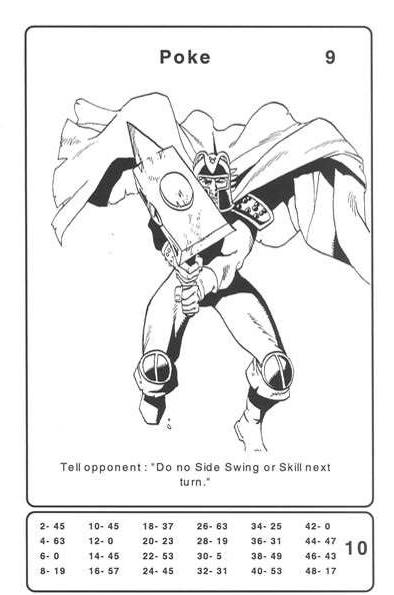 Poke 9
Tell opponent : "Do no Side Swing or Skill next
turn."
2- 45 10- 45 18- 37 26- 63 34- 25 42- 0
4- 63 12- 0 20- 23 28- 19 36- 31 44- 47
6- 0 14- 45 22- 53 30- 5 38- 49 46- 43
8- 19 16- 57 24- 45 32- 31 40- 53 48- 17
10